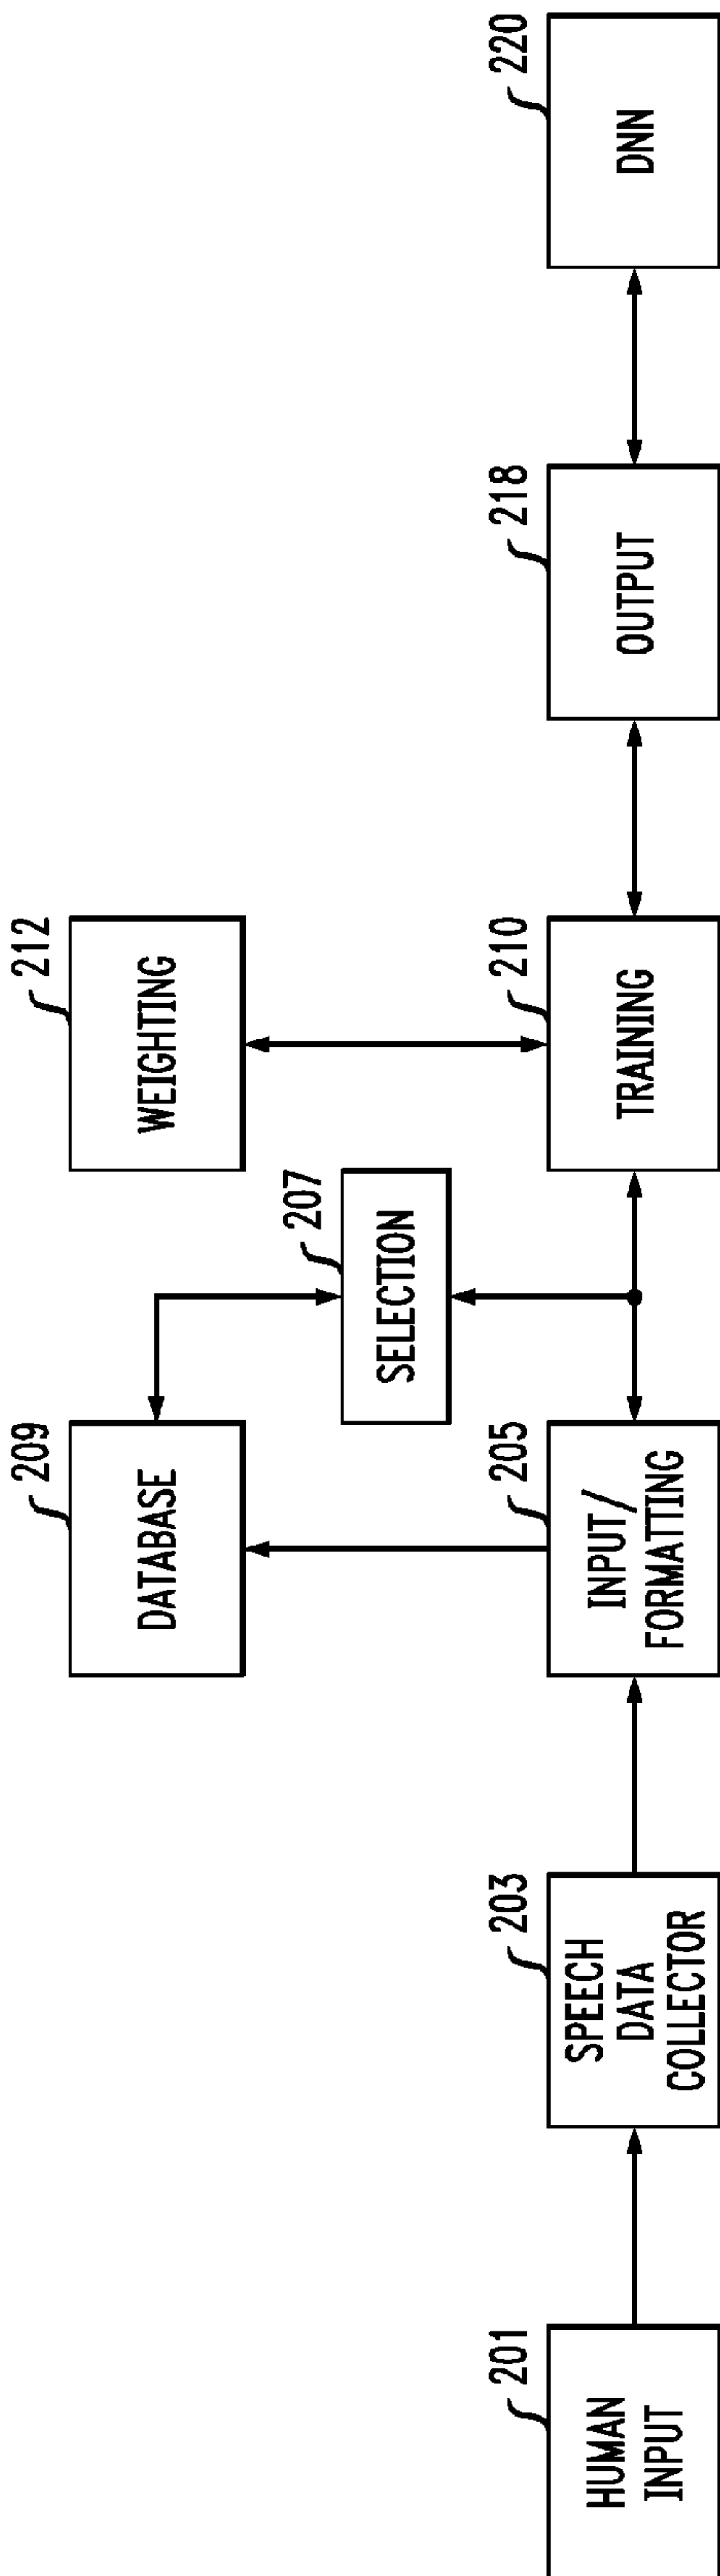 209
DATABASE
212
WEIGHTING
207
SELECTION
201
HUMAN
INPUT
203
SPEECH
DATA
COLLECTOR
205
INPUT/
FORMATTING
210
TRAINING
218
OUTPUT
220
DNN